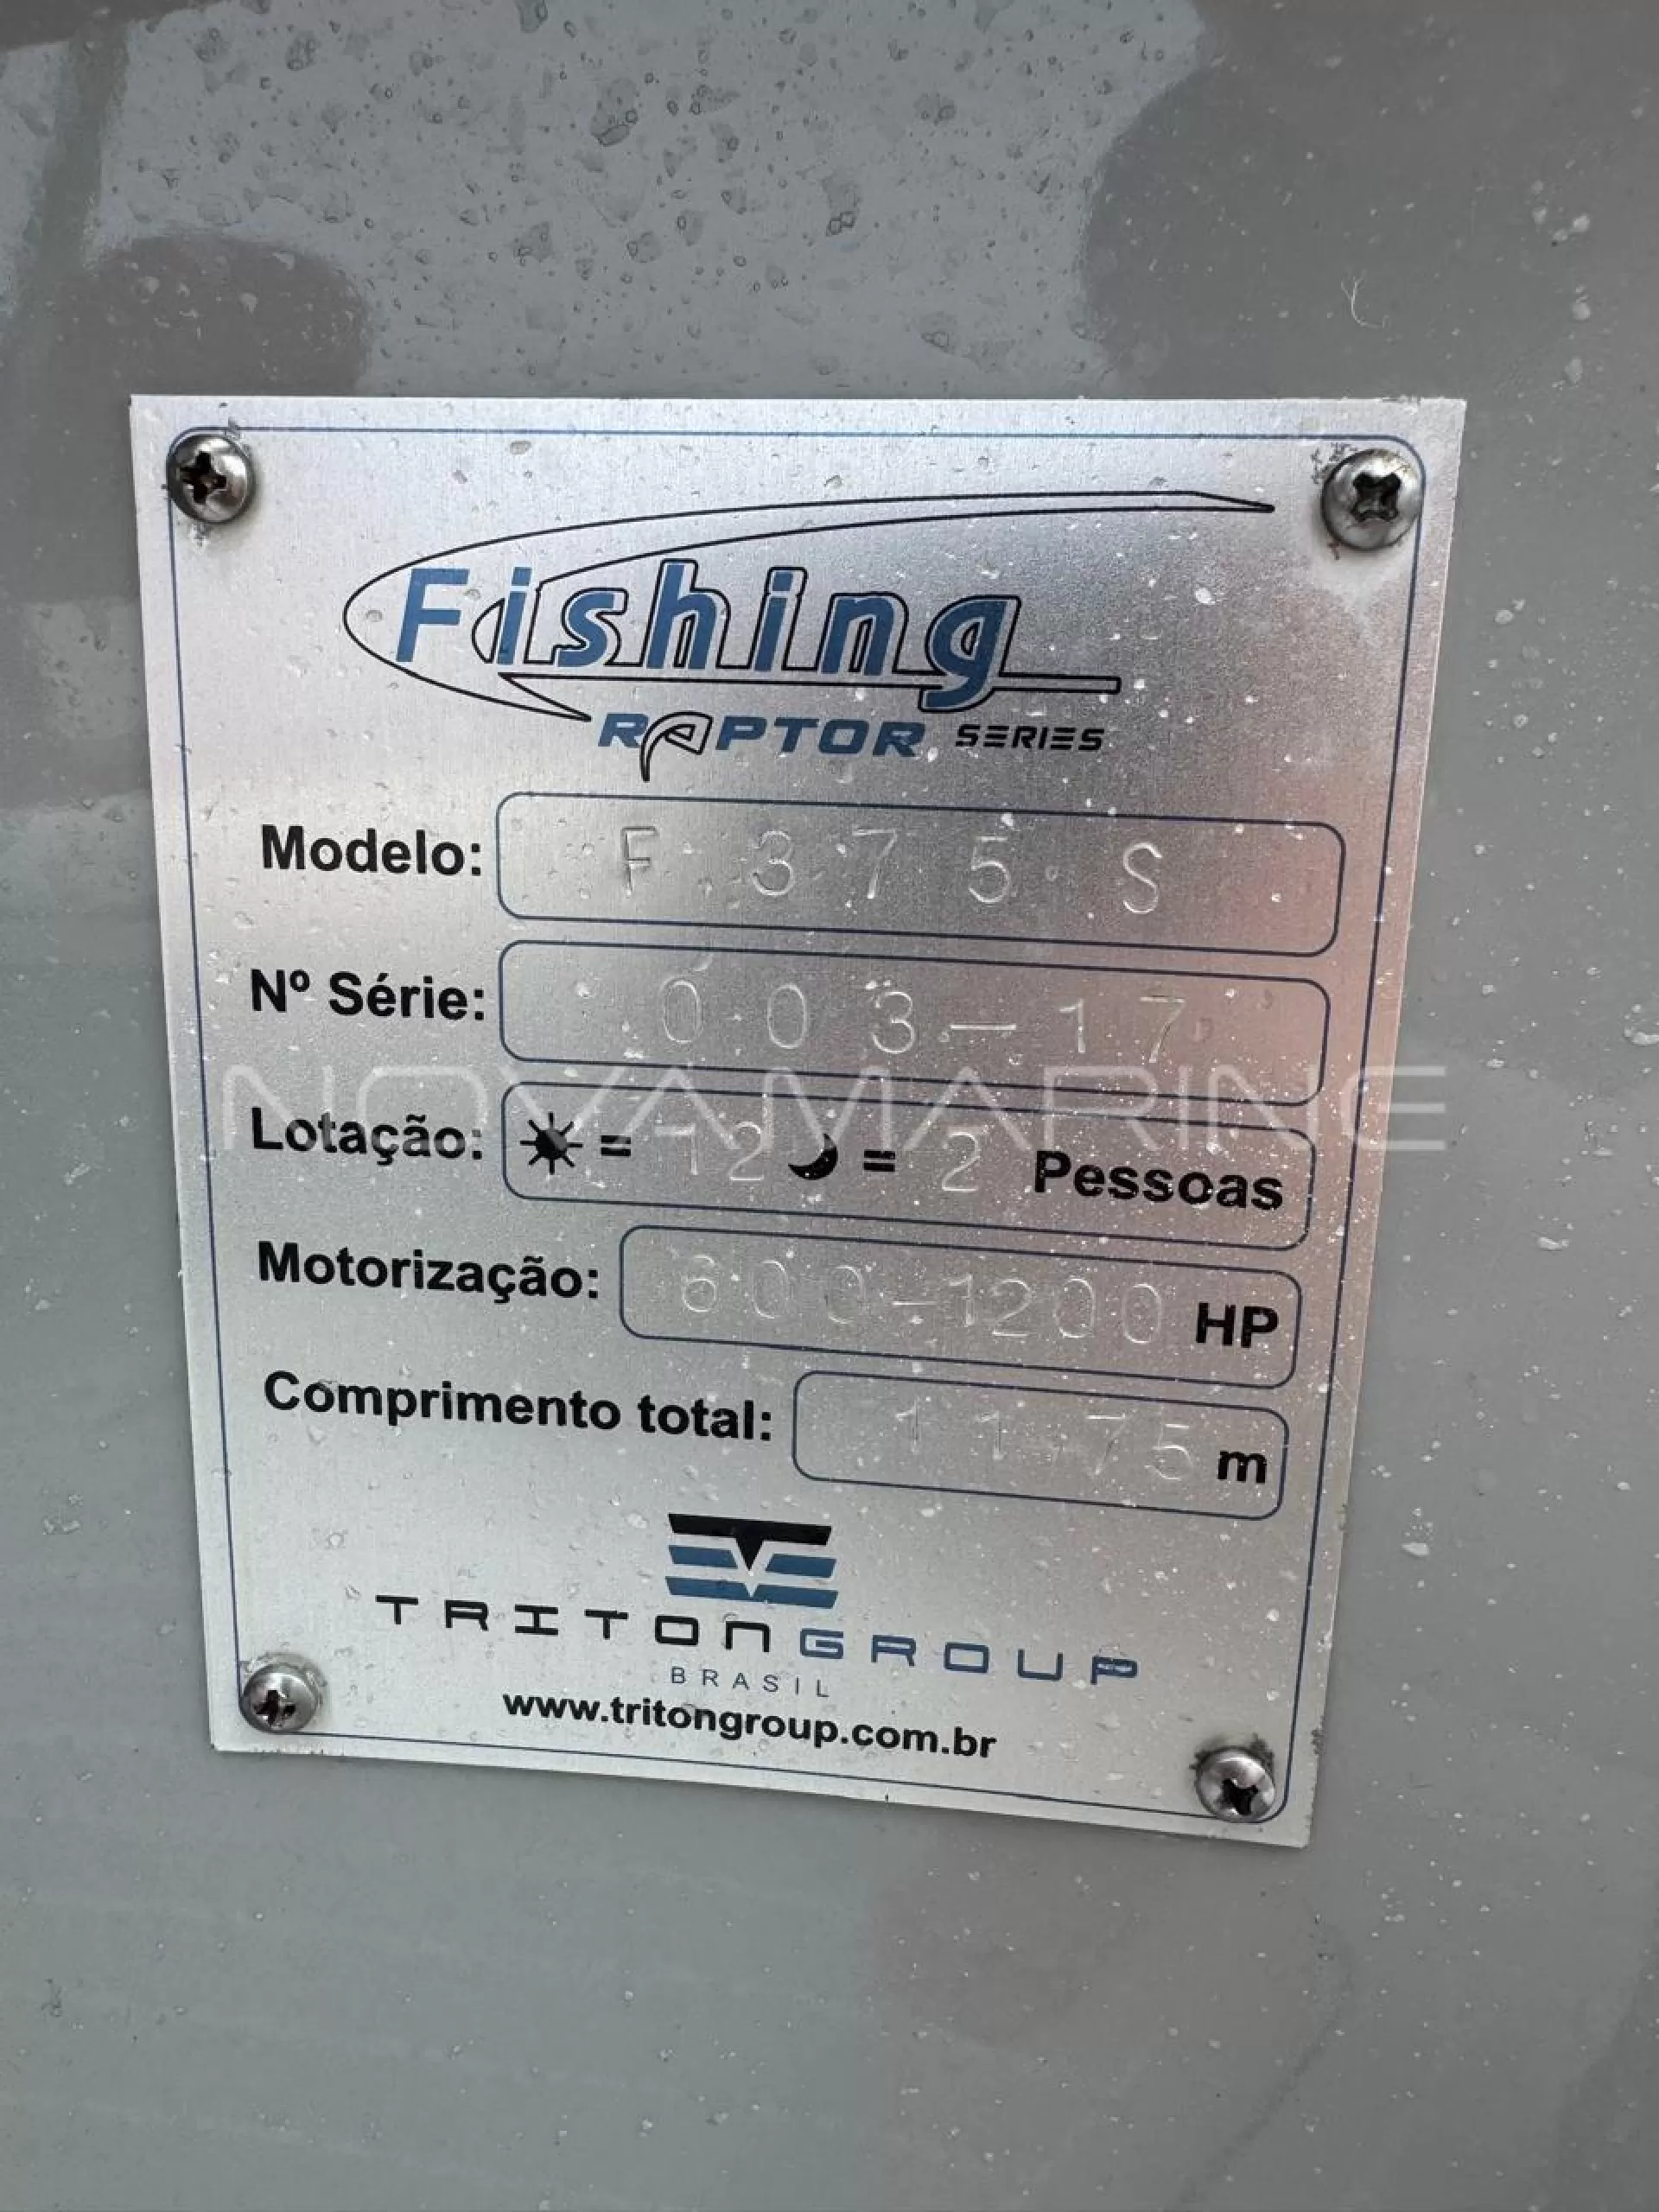 Fishing
RAPTOR SERIES
Modelo: F 375 S
Nº Série: 003-17
NOVAMARINE
Lotação: = 12 = 2 Pessoas
Motorização: 600-1200 HP
Comprimento total: 11.75 m
TRITONGROUP
BRASIL
www.tritongroup.com.br